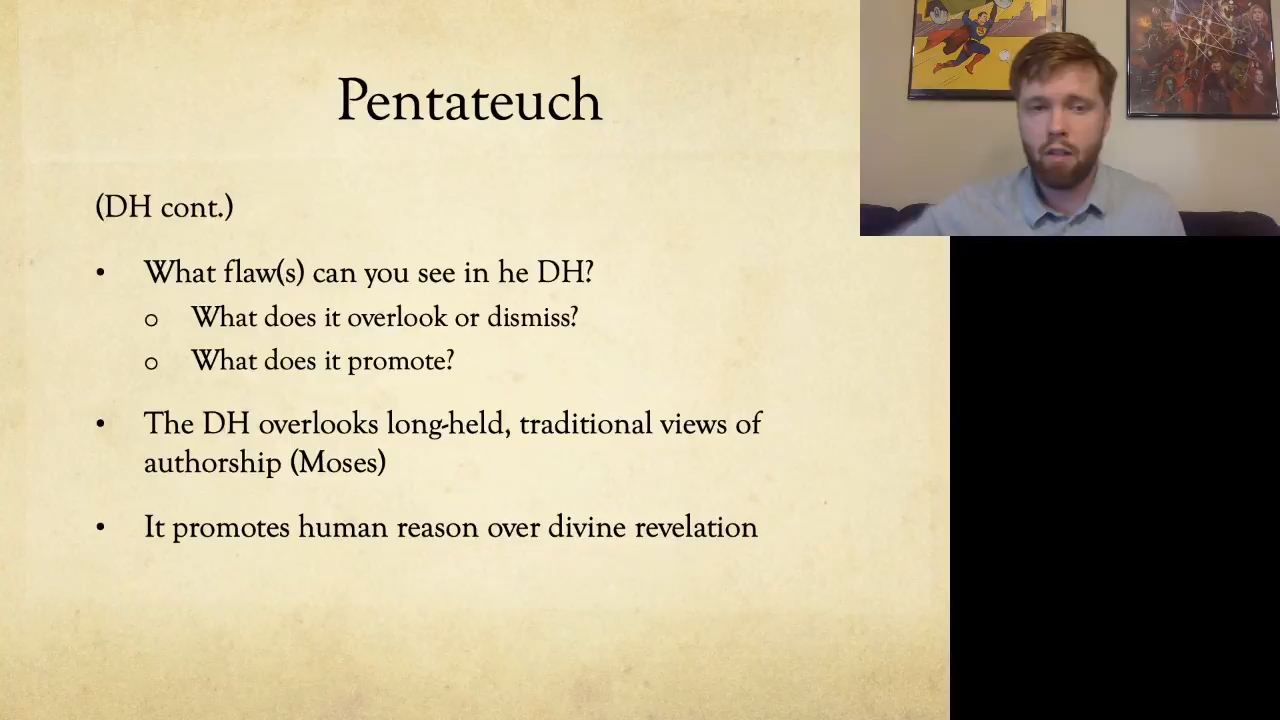 Pentateuch
(DH cont.)
• What flaw(s) can you see in he DH?
o What does it overlook or dismiss?
o What does it promote?
• The DH overlooks long-held, traditional views of
authorship (Moses)
• It promotes human reason over divine revelation